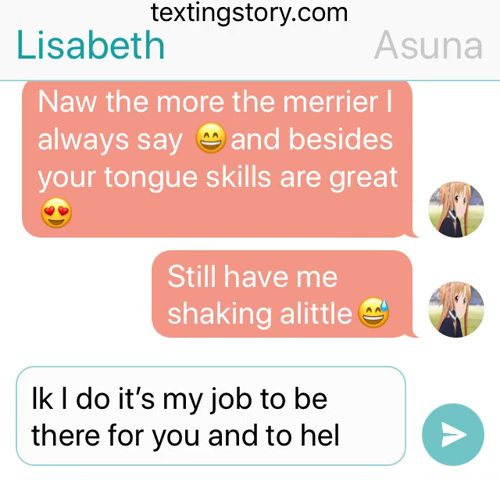 textingstory.com
Lisabeth
Asuna
Naw the more the merrier I
always say 😄 and besides
your tongue skills are great
😍
Still have me
shaking alittle 😅
Ik I do it's my job to be
there for you and to hel